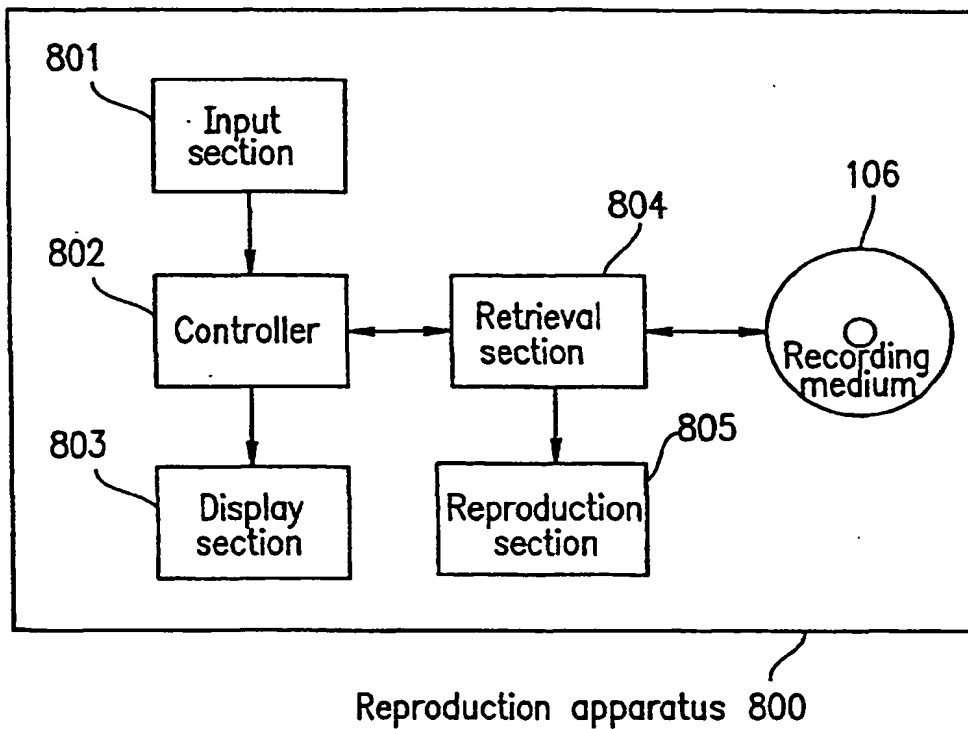 801
Input
section
802
Controller
803
Display
section
804
Retrieval
section
805
Reproduction
section
106
Recording
medium
Reproduction apparatus 800